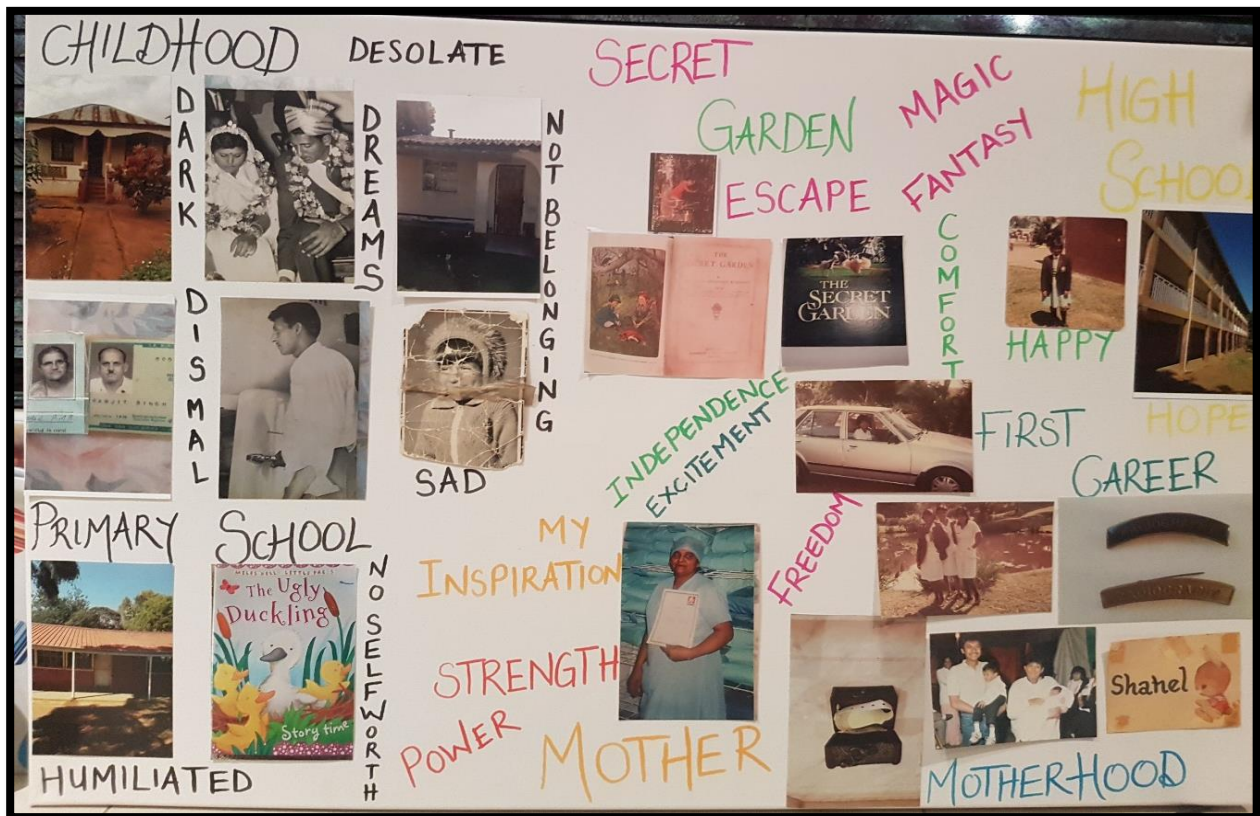 CHILDHOOD
DESOLATE
DARK
DREAMS
NOT BELONGING
DISMAL
SAD
PRIMARY SCHOOL
The Ugly
Duckling
Story time
NO SELF WORTH
HUMILIATED
SECRET
GARDEN
MAGIC
FANTASY
ESCAPE
COMFORT
THE
SECRET
GARDEN
HIGH
SCHOOL
HAPPY
HOPE
INDEPENDENCE
EXCITEMENT
FREEDOM
FIRST
CAREER
MY
INSPIRATION
STRENGTH
POWER
MOTHER
Shahel
MOTHERHOOD